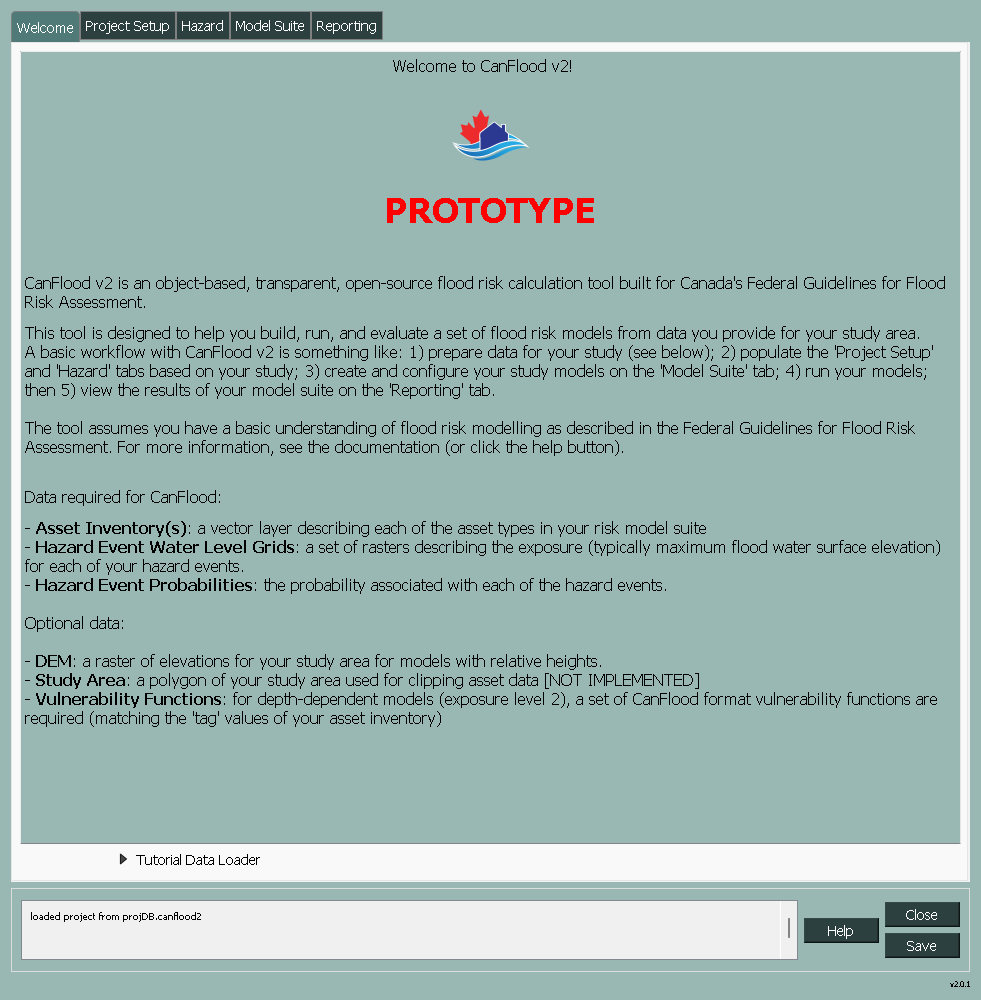 Welcome
Project Setup
Hazard
Model Suite
Reporting
Welcome to CanFlood v2!
PROTOTYPE
CanFlood v2 is an object-based, transparent, open-source flood risk calculation tool built for Canada's Federal Guidelines for Flood
Risk Assessment.
This tool is designed to help you build, run, and evaluate a set of flood risk models from data you provide for your study area.
A basic workflow with CanFlood v2 is something like: 1) prepare data for your study (see below); 2) populate the 'Project Setup'
and 'Hazard' tabs based on your study; 3) create and configure your study models on the 'Model Suite' tab; 4) run your models;
then 5) view the results of your model suite on the 'Reporting' tab.
The tool assumes you have a basic understanding of flood risk modelling as described in the Federal Guidelines for Flood Risk
Assessment. For more information, see the documentation (or click the help button).
Data required for CanFlood:
- Asset Inventory(s): a vector layer describing each of the asset types in your risk model suite
- Hazard Event Water Level Grids: a set of rasters describing the exposure (typically maximum flood water surface elevation)
for each of your hazard events.
- Hazard Event Probabilities: the probability associated with each of the hazard events.
Optional data:
- DEM: a raster of elevations for your study area for models with relative heights.
- Study Area: a polygon of your study area used for clipping asset data [NOT IMPLEMENTED]
- Vulnerability Functions: for depth-dependent models (exposure level 2), a set of CanFlood format vulnerability functions are
required (matching the 'tag' values of your asset inventory)
Tutorial Data Loader
loaded project from projDB.canflood2
Help
Close
Save
v2.0.1